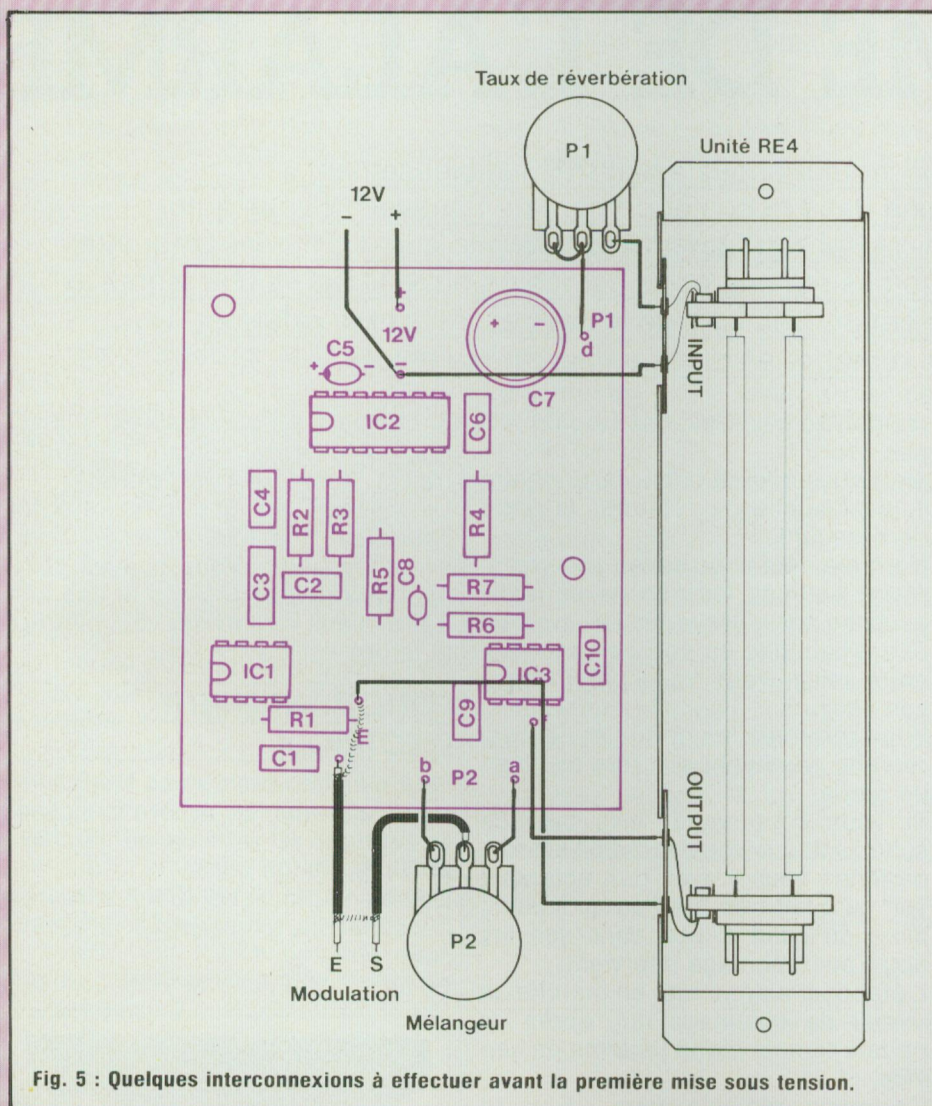 Taux de réverbération
P1
Unité RE4
12V
- +
+
12V
-
+ -
P1
d
C5
+ -
C7
INPUT
IC2
C6
C4
R2
R3
R4
R5
C8
C3
C2
R7
R6
IC1
IC3
C10
R1
C9
E
C1
b
P2
a
OUTPUT
P2
E S
Modulation
Mélangeur
Fig. 5 : Quelques interconnexions à effectuer avant la première mise sous tension.